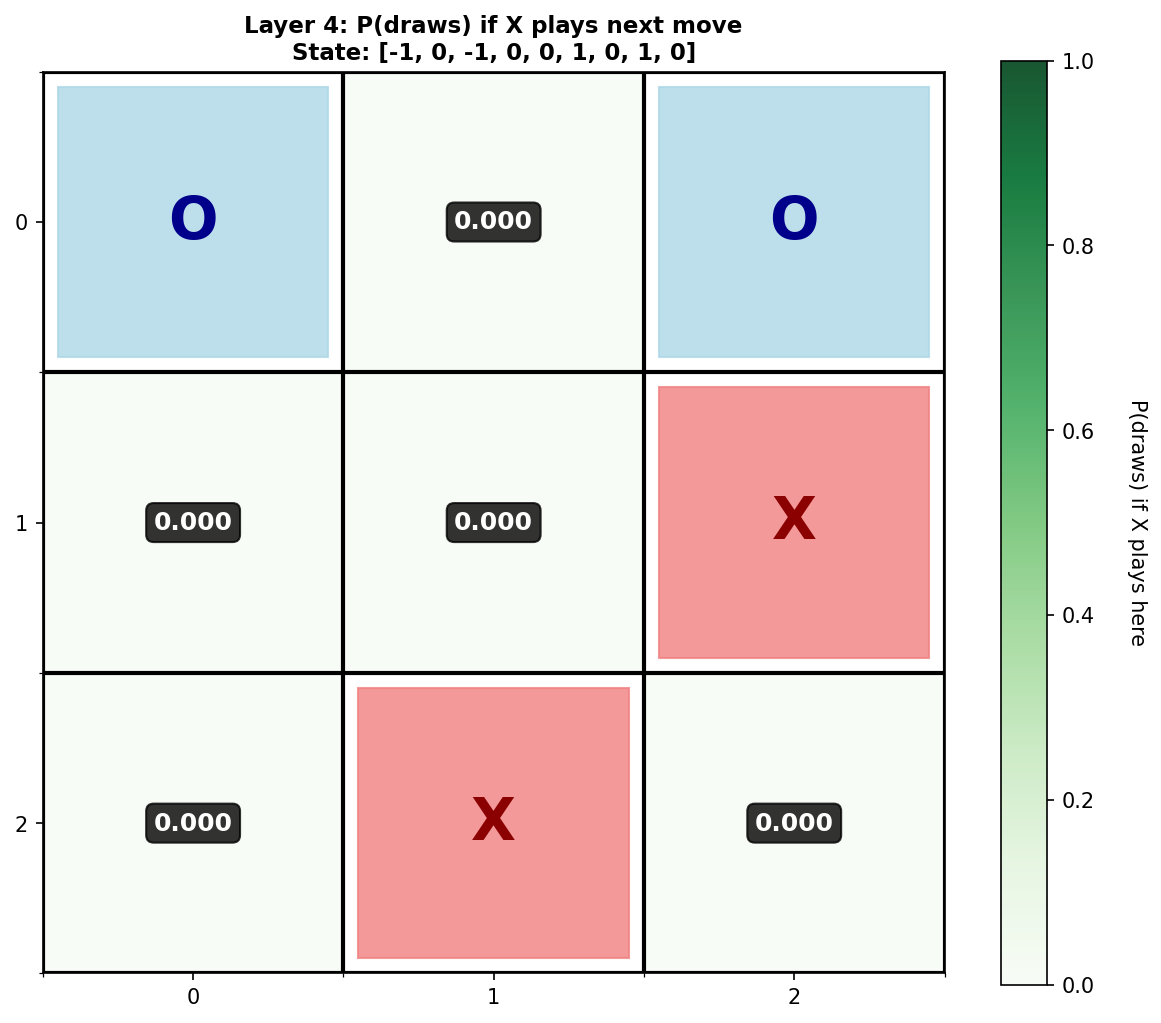 Layer 4: P(draws) if X plays next move
State: [-1, 0, -1, 0, 0, 1, 0, 1, 0]
O 0.000 O
0.000 0.000 X
0.000 X 0.000
0
1
2
0 1 2
1.0
0.8
0.6
0.4
0.2
0.0
P(draws) if X plays here